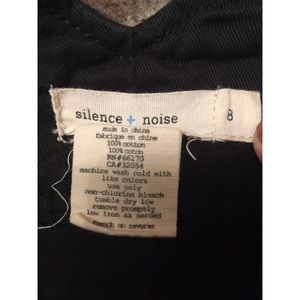 silence + noise
8
made in china
fabriqué en chine
100% cotton
100% coton
RN#66170
CA#32054
machine wash cold with
like colors
use only
non-chlorine bleach
tumble dry low
remove promptly
low iron as needed
french on reverse